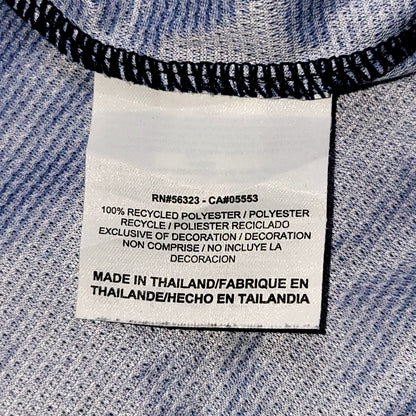 RN#56323 - CA#05553
100% RECYCLED POLYESTER / POLYESTER
RECYCLE / POLIESTER RECICLADO
EXCLUSIVE OF DECORATION / DECORATION
NON COMPRISE / NO INCLUYE LA
DECORACION
MADE IN THAILAND/FABRIQUE EN
THAILANDE/HECHO EN TAILANDIA